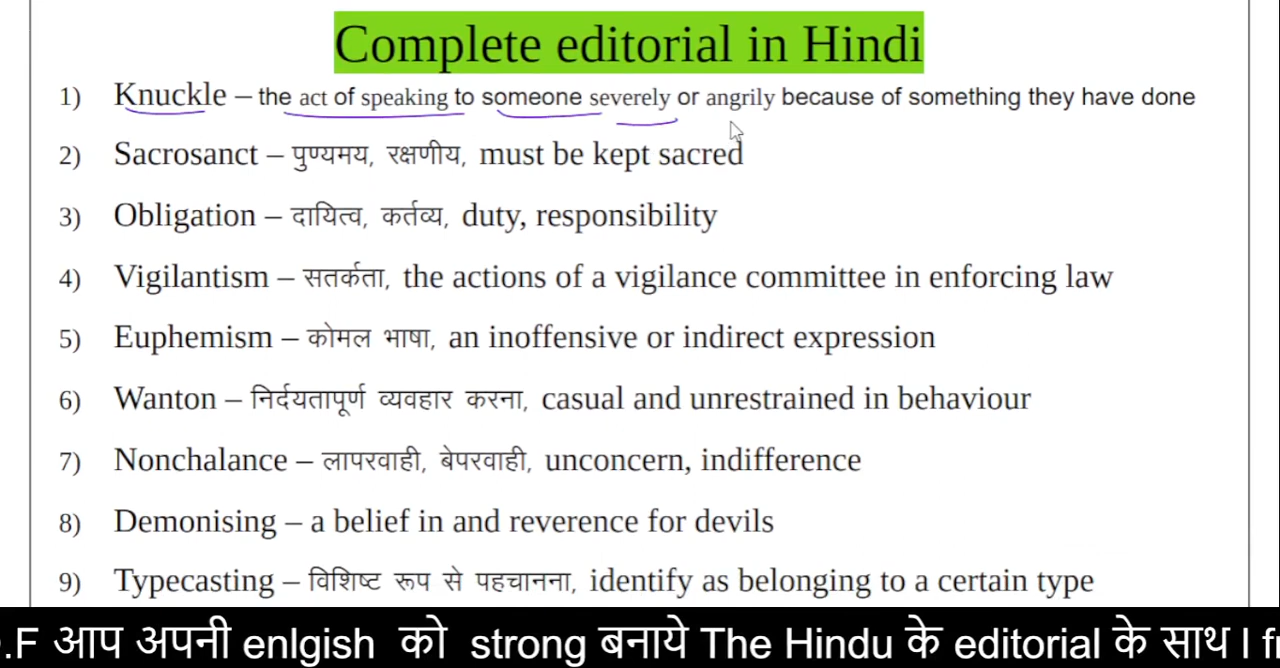 Complete editorial in Hindi
1) Knuckle – the act of speaking to someone severely or angrily because of something they have done
2) Sacrosanct – पुण्यमय, रक्षणीय, must be kept sacred
3) Obligation – दायित्व, कर्तव्य, duty, responsibility
4) Vigilantism – सतर्कता, the actions of a vigilance committee in enforcing law
5) Euphemism – कोमल भाषा, an inoffensive or indirect expression
6) Wanton – निर्दयतापूर्ण व्यवहार करना, casual and unrestrained in behaviour
7) Nonchalance – लापरवाही, बेपरवाही, unconcern, indifference
8) Demonising – a belief in and reverence for devils
9) Typecasting – विशिष्ट रूप से पहचानना, identify as belonging to a certain type
.F आप अपनी enlgish को strong बनाये The Hindu के editorial के साथ l